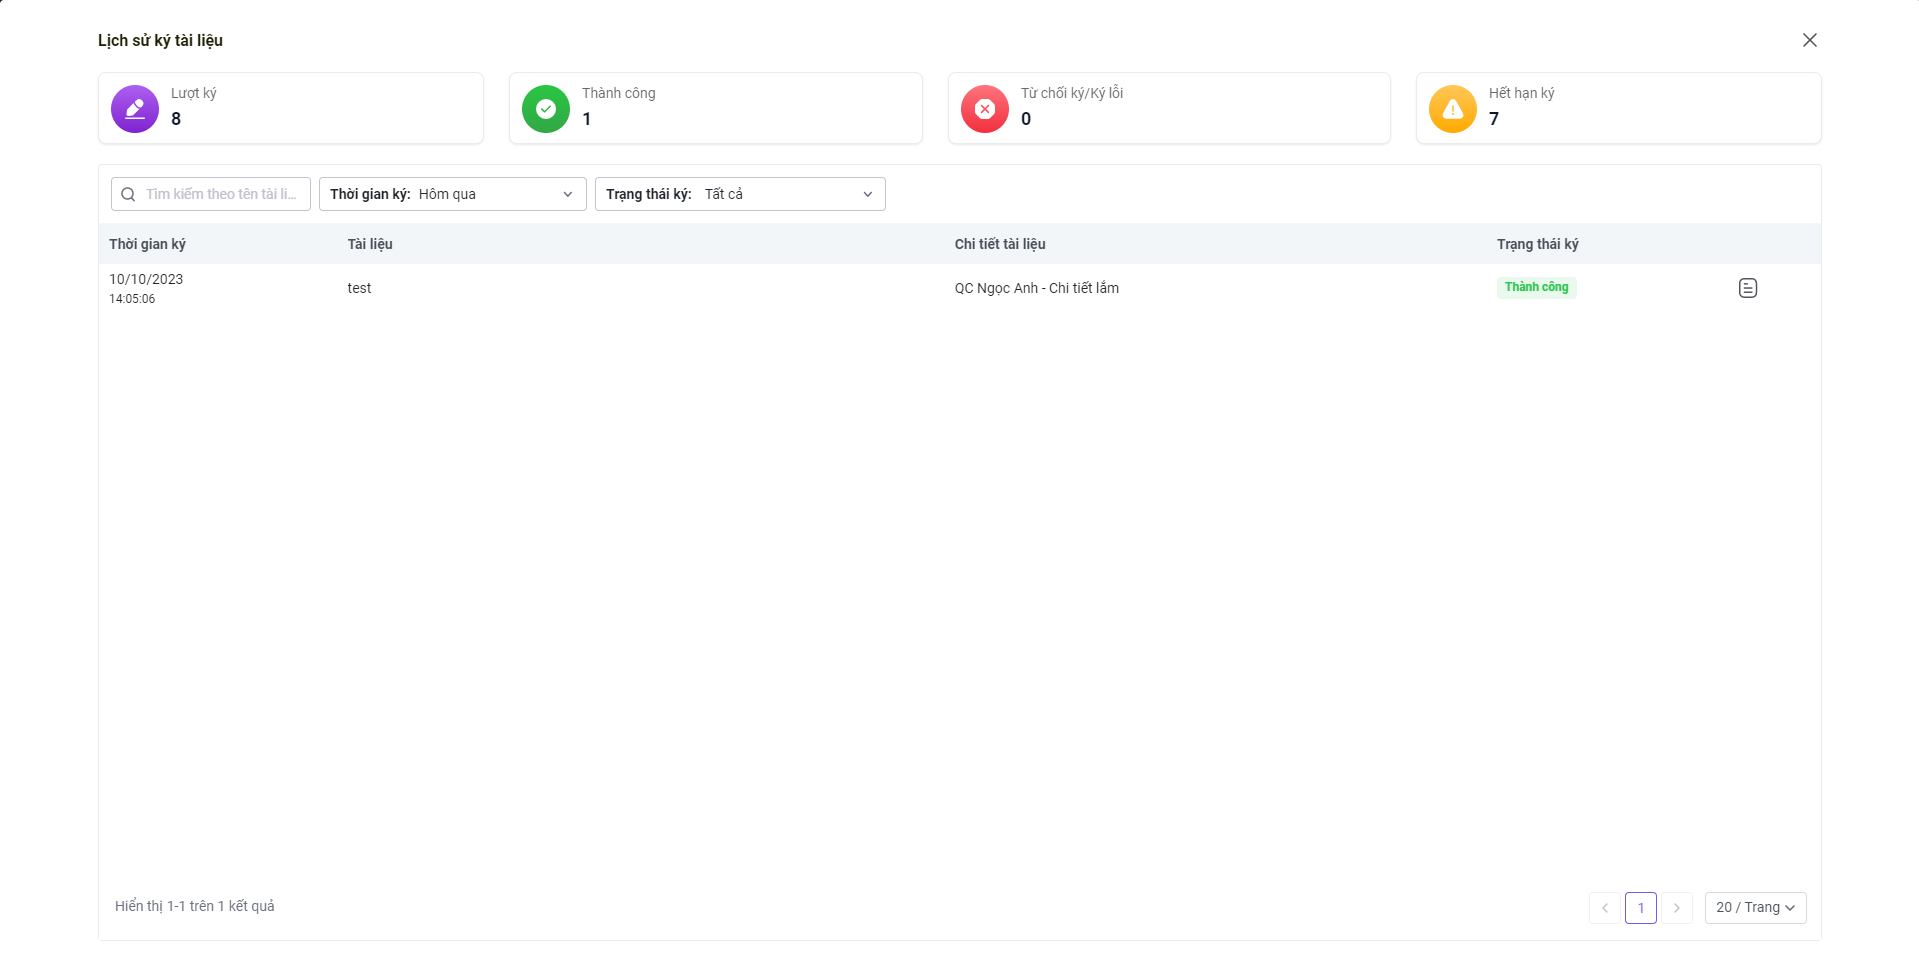 Lịch sử ký tài liệu
Lượt ký
8
Thành công
1
Từ chối ký/Ký lỗi
0
Hết hạn ký
7
Tìm kiếm theo tên tài li...
Thời gian ký: Hôm qua
Trạng thái ký: Tất cả
Thời gian ký Tài liệu Chi tiết tài liệu Trạng thái ký
10/10/2023
14:05:06
test
QC Ngọc Anh - Chi tiết lắm
Thành công
Hiển thị 1-1 trên 1 kết quả
1
20 / Trang